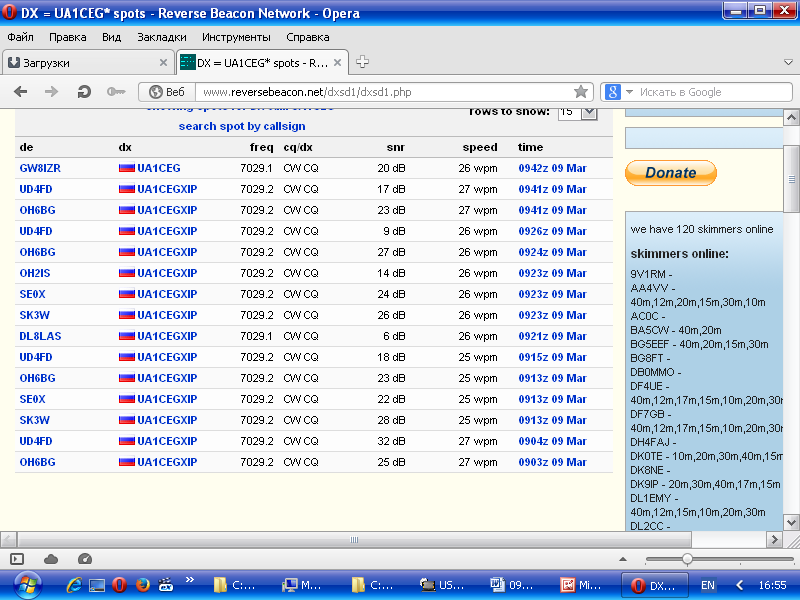 DX = UA1CEG* spots - Reverse Beacon Network - Opera
Файл Правка Вид Закладки Инструменты Справка
Загрузки DX = UA1CEG* spots - R...
Веб www.reversebeacon.net/dxsd1/dxsd1.php Искать в Google
rows to show: 15
search spot by callsign
de dx freq cq/dx snr speed time
GW8IZR UA1CEG 7029.1 CW CQ 20 dB 26 wpm 0942z 09 Mar
UD4FD UA1CEGXIP 7029.2 CW CQ 17 dB 27 wpm 0941z 09 Mar
OH6BG UA1CEGXIP 7029.2 CW CQ 23 dB 27 wpm 0941z 09 Mar
UD4FD UA1CEGXIP 7029.2 CW CQ 9 dB 26 wpm 0926z 09 Mar
OH6BG UA1CEGXIP 7029.2 CW CQ 27 dB 26 wpm 0924z 09 Mar
OH2IS UA1CEGXIP 7029.2 CW CQ 14 dB 26 wpm 0923z 09 Mar
SE0X UA1CEGXIP 7029.2 CW CQ 24 dB 26 wpm 0923z 09 Mar
SK3W UA1CEGXIP 7029.2 CW CQ 26 dB 26 wpm 0923z 09 Mar
DL8LAS UA1CEGXIP 7029.1 CW CQ 6 dB 26 wpm 0921z 09 Mar
UD4FD UA1CEGXIP 7029.2 CW CQ 18 dB 25 wpm 0915z 09 Mar
OH6BG UA1CEGXIP 7029.2 CW CQ 23 dB 25 wpm 0913z 09 Mar
SE0X UA1CEGXIP 7029.2 CW CQ 22 dB 25 wpm 0913z 09 Mar
SK3W UA1CEGXIP 7029.2 CW CQ 28 dB 25 wpm 0913z 09 Mar
UD4FD UA1CEGXIP 7029.2 CW CQ 32 dB 27 wpm 0904z 09 Mar
OH6BG UA1CEGXIP 7029.2 CW CQ 25 dB 27 wpm 0903z 09 Mar
Donate
we have 120 skimmers online
skimmers online:
9V1RM -
AA4VV -
40m,12m,20m,15m,30m,10m
AC0C -
BA5CW - 40m,20m
BG5EEF - 40m,20m,15m,30m
BG8FT -
DB0MMO -
DF4UE -
40m,12m,17m,15m,10m,20m,30m
DF7GB -
40m,12m,17m,15m,10m,20m,30m
DH4FAJ -
DK0TE - 10m,20m,30m,40m,15m
DK8NE -
DK9IP - 20m,30m,40m,17m,15m
DL1EMY -
40m,12m,15m,10m,20m,30m
DL2CC -
C:... M... C:... US... 09... Mi... DX... EN 16:55